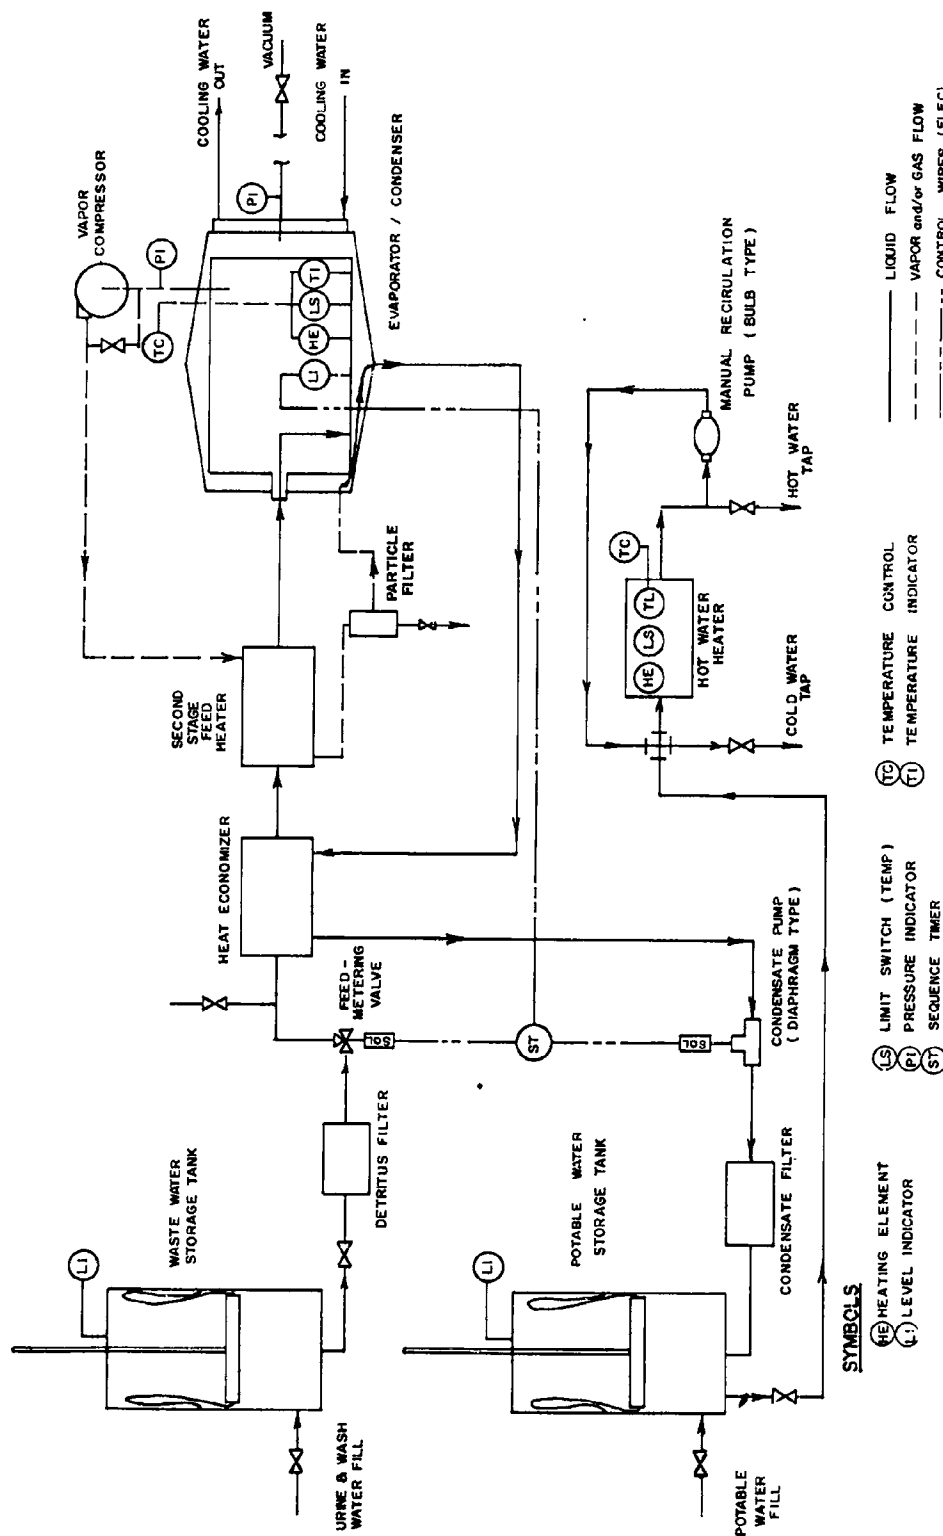 VAPOR
COMPRESSOR
COOLING WATER
OUT
VACUUM
COOLING WATER
IN
PI
PI
TC
LI
HE
LS
TI
EVAPORATOR / CONDENSER
SECOND
STAGE
FEED
HEATER
PARTICLE
FILTER
HEAT ECONOMIZER
FEED-
METERING
VALVE
SOL
ST
SOL
CONDENSATE PUMP
(DIAPHRAGM TYPE)
WASTE WATER
STORAGE TANK
LI
DETRITUS FILTER
URINE & WASH
WATER FILL
POTABLE WATER
STORAGE TANK
LI
CONDENSATE FILTER
POTABLE
WATER
FILL
MANUAL RECIRULATION
PUMP (BULB TYPE)
TC
HE
LS
TL
HOT WATER
HEATER
HOT WATER
TAP
COLD WATER
TAP
SYMBOLS
HE HEATING ELEMENT
LI LEVEL INDICATOR
LS LIMIT SWITCH (TEMP)
PI PRESSURE INDICATOR
ST SEQUENCE TIMER
TC TEMPERATURE CONTROL
TI TEMPERATURE INDICATOR
LIQUID FLOW
VAPOR and/or GAS FLOW
CONTROL WIRES (ELEC)